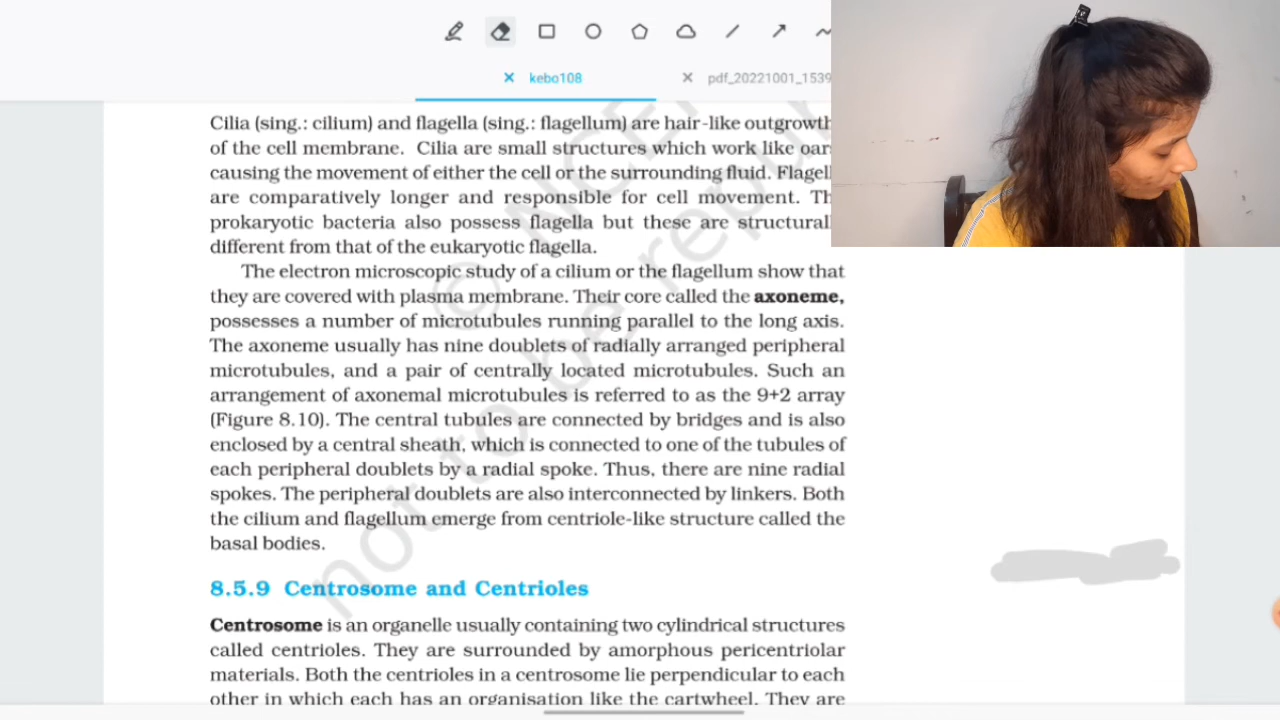 kebo108
pdf_20221001_1539
Cilia (sing.: cilium) and flagella (sing.: flagellum) are hair-like
of the cell membrane. Cilia are small structures which work like
causing the movement of either the cell or the surrounding fluid.
are comparatively longer and responsible for cell movement.
prokaryotic bacteria also possess flagella but these are
different from that of the eukaryotic flagella.
The electron microscopic study of a cilium or the flagellum show that
they are covered with plasma membrane. Their core called the axoneme,
possesses a number of microtubules running parallel to the long axis.
The axoneme usually has nine doublets of radially arranged peripheral
microtubules, and a pair of centrally located microtubules. Such an
arrangement of axonemal microtubules is referred to as the 9+2 array
(Figure 8.10). The central tubules are connected by bridges and is also
enclosed by a central sheath, which is connected to one of the tubules of
each peripheral doublets by a radial spoke. Thus, there are nine radial
spokes. The peripheral doublets are also interconnected by linkers. Both
the cilium and flagellum emerge from centriole-like structure called the
basal bodies.
8.5.9 Centrosome and Centrioles
Centrosome is an organelle usually containing two cylindrical structures
called centrioles. They are surrounded by amorphous pericentriolar
materials. Both the centrioles in a centrosome lie perpendicular to each
other in which each has an organisation like the cartwheel. They are
not to be